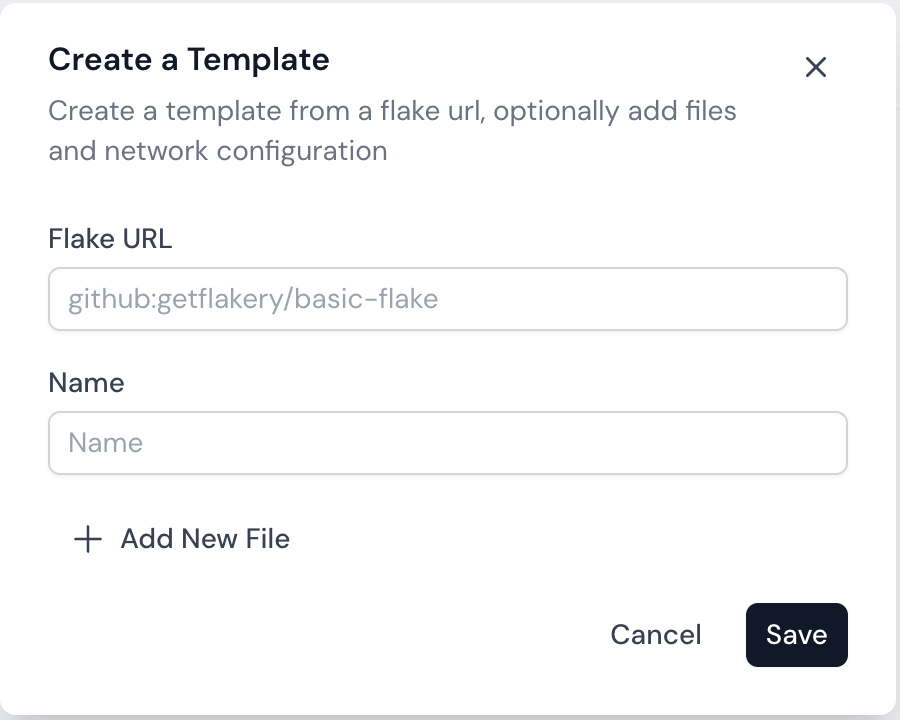 Create a Template
Create a template from a flake url, optionally add files
and network configuration
Flake URL
github:getflakery/basic-flake
Name
Name
Add New File
Cancel
Save